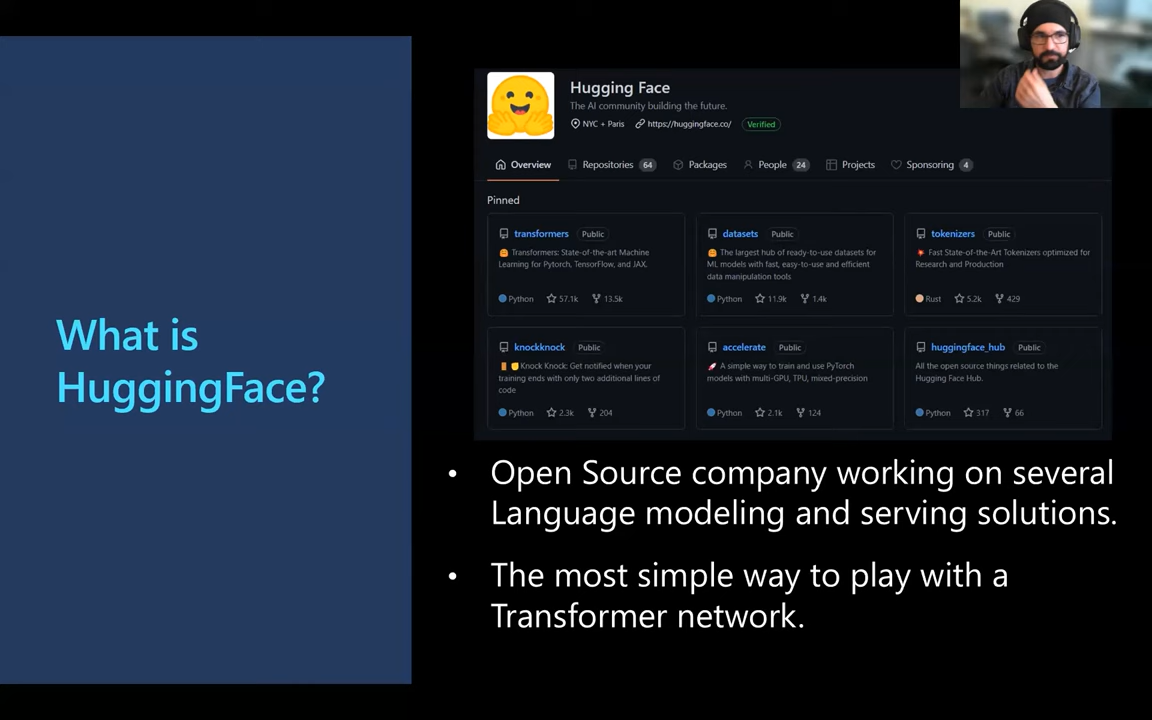 What is
HuggingFace?
Hugging Face
The AI community building the future.
NYC + Paris https://huggingface.co/ Verified
Overview Repositories 64 Packages People 24 Projects Sponsoring 4
Pinned
transformers Public
Transformers: State-of-the-art Machine
Learning for Pytorch, TensorFlow, and JAX.
Python 57.1k 13.5k
datasets Public
The largest hub of ready-to-use datasets for
ML models with fast, easy-to-use and efficient
data manipulation tools
Python 11.9k 1.4k
tokenizers Public
Fast State-of-the-Art Tokenizers optimized for
Research and Production
Rust 5.2k 429
knockknock Public
Knock Knock: Get notified when your
training ends with only two additional lines of
code
Python 2.3k 204
accelerate Public
A simple way to train and use PyTorch
models with multi-GPU, TPU, mixed-precision
Python 2.1k 124
huggingface_hub Public
All the open source things related to the
Hugging Face Hub.
Python 317 66
• Open Source company working on several
Language modeling and serving solutions.
• The most simple way to play with a
Transformer network.